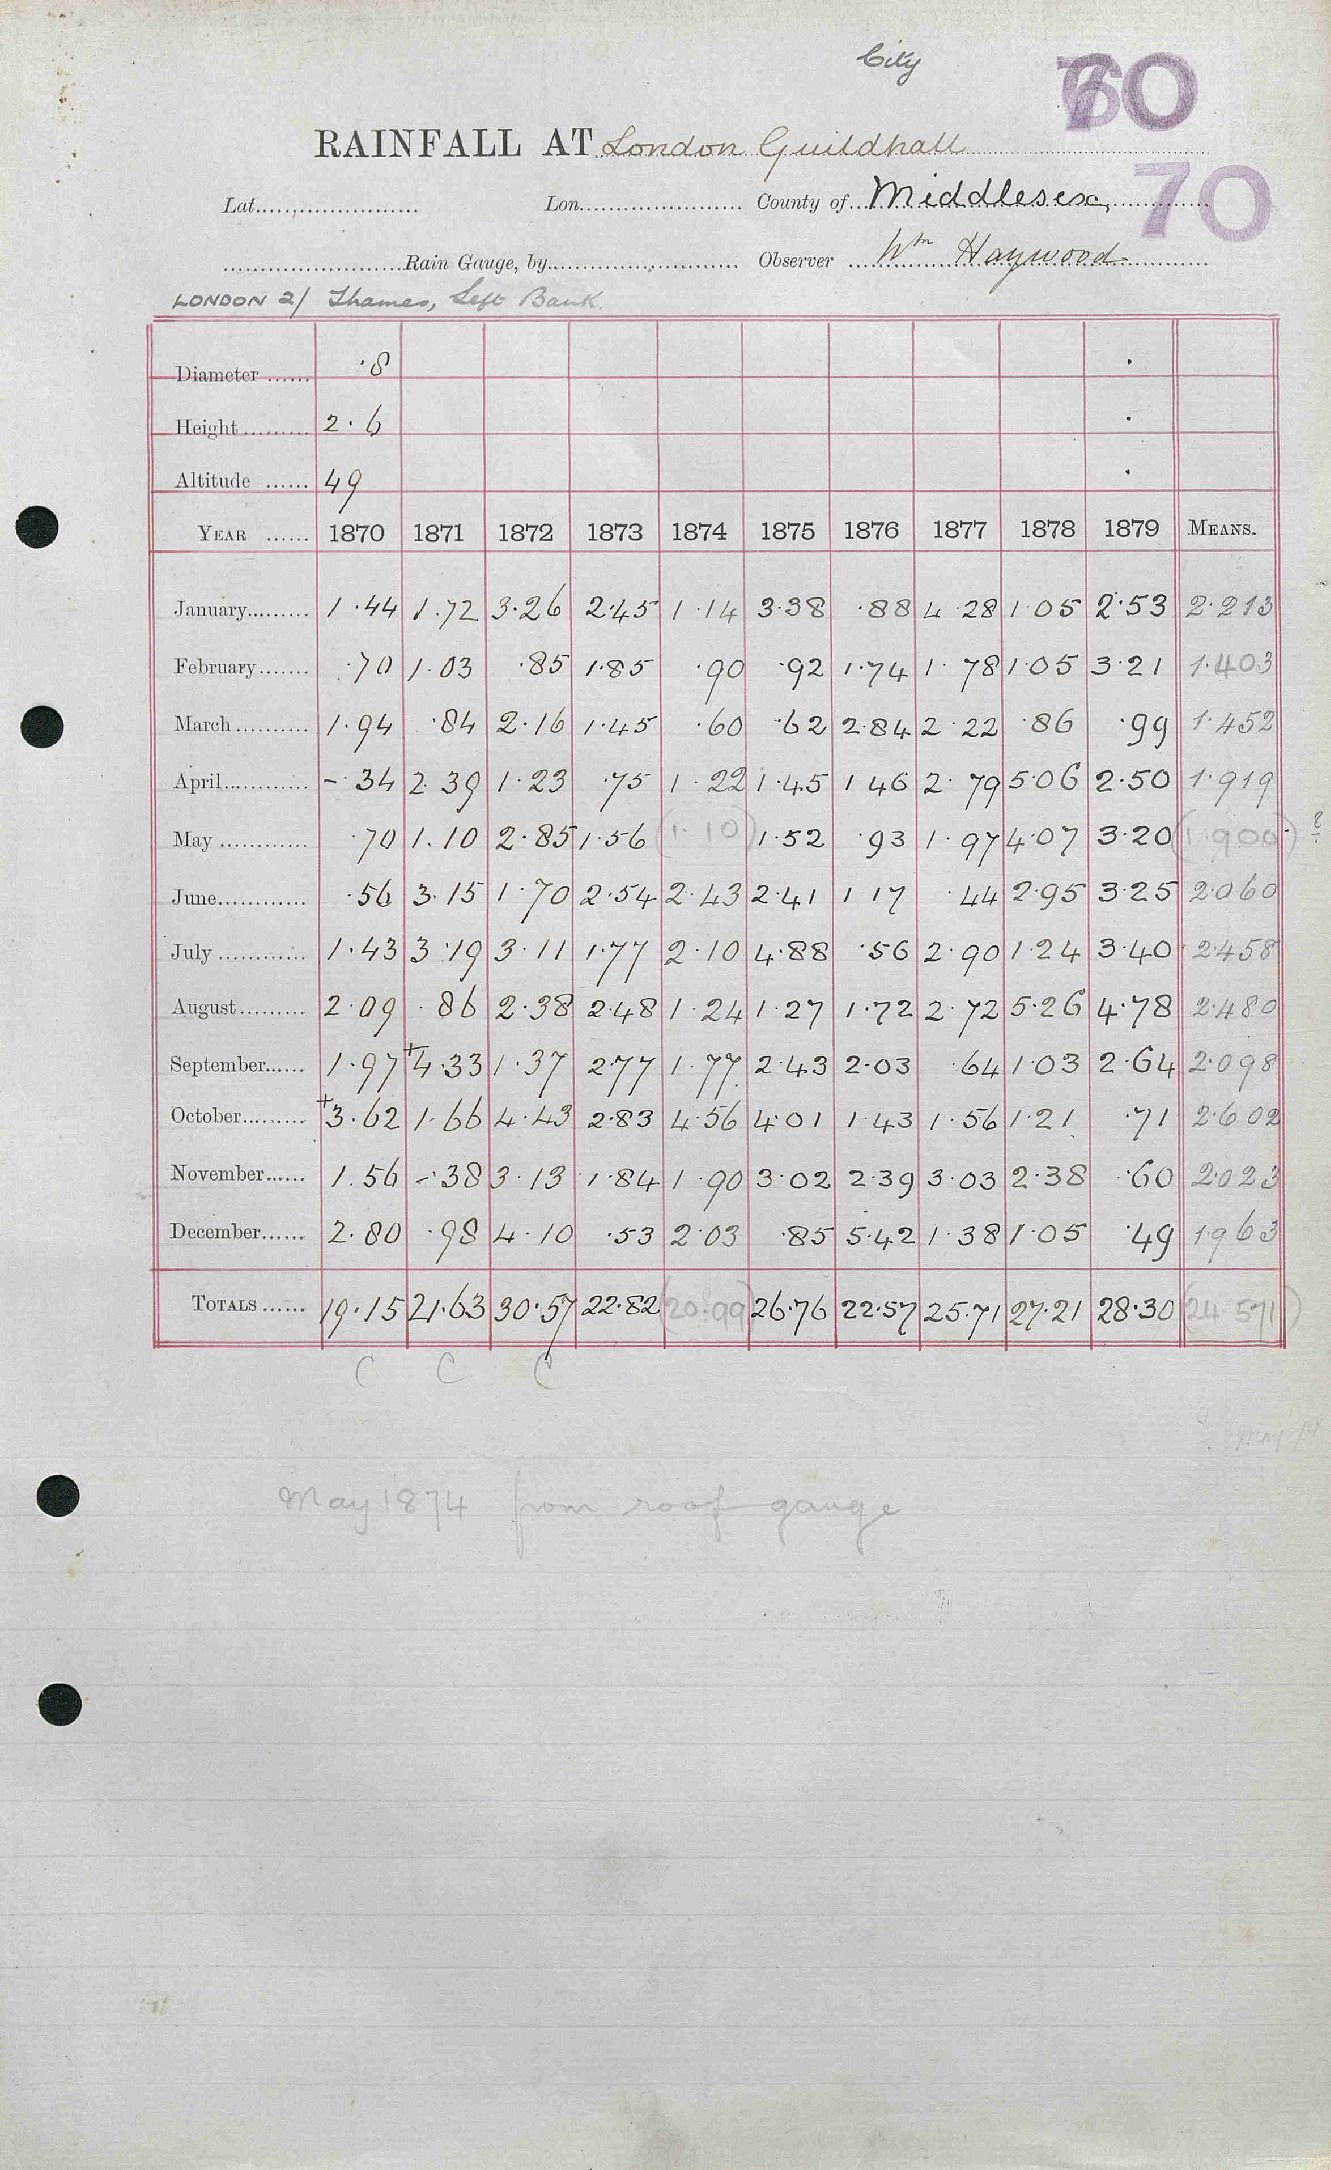 City
70
RAINFALL AT London Guildhall
70
Lat. Lon. County of Middlesex,
Rain Gauge, by Observer Wm Haywood
LONDON 2/ Thames, Left Bank.
Diameter ·8
Height 2·6
Altitude 49
YEAR 1870 1871 1872 1873 1874 1875 1876 1877 1878 1879 MEANS.
January 1·44 1·72 3·26 2·45 1·14 3·38 ·88 4·28 1·05 2·53 2·213
February ·70 1·03 ·85 1·85 ·90 ·92 1·74 1·78 1·05 3·21 1·403
March 1·94 ·84 2·16 1·45 ·60 ·62 2·84 2·22 ·86 ·99 1·452
April -·34 2·39 1·23 ·75 1·22 1·45 1·46 2·79 5·06 2·50 1·919
May ·70 1·10 2·85 1·56 (1·10) 1·52 ·93 1·97 4·07 3·20 (1·900)
June ·56 3·15 1·70 2·54 2·43 2·41 1·17 ·44 2·95 3·25 2·060
July 1·43 3·19 3·11 1·77 2·10 4·88 ·56 2·90 1·24 3·40 2·458
August 2·09 ·86 2·38 2·48 1·24 1·27 1·72 2·72 5·26 4·78 2·480
September 1·97 +4·33 1·37 2·77 1·77 2·43 2·03 ·64 1·03 2·64 2·098
October +3·62 1·66 4·43 2·83 4·56 4·01 1·43 1·56 1·21 ·71 2·602
November 1·56 -·38 3·13 1·84 1·90 3·02 2·39 3·03 2·38 ·60 2·023
December 2·80 ·98 4·10 ·53 2·03 ·85 5·42 1·38 1·05 ·49 1·963
TOTALS 19·15 21·63 30·57 22·82 (20·99) 26·76 22·57 25·71 27·21 28·30 (24·571)
C C C
May 1874 from roof gauge